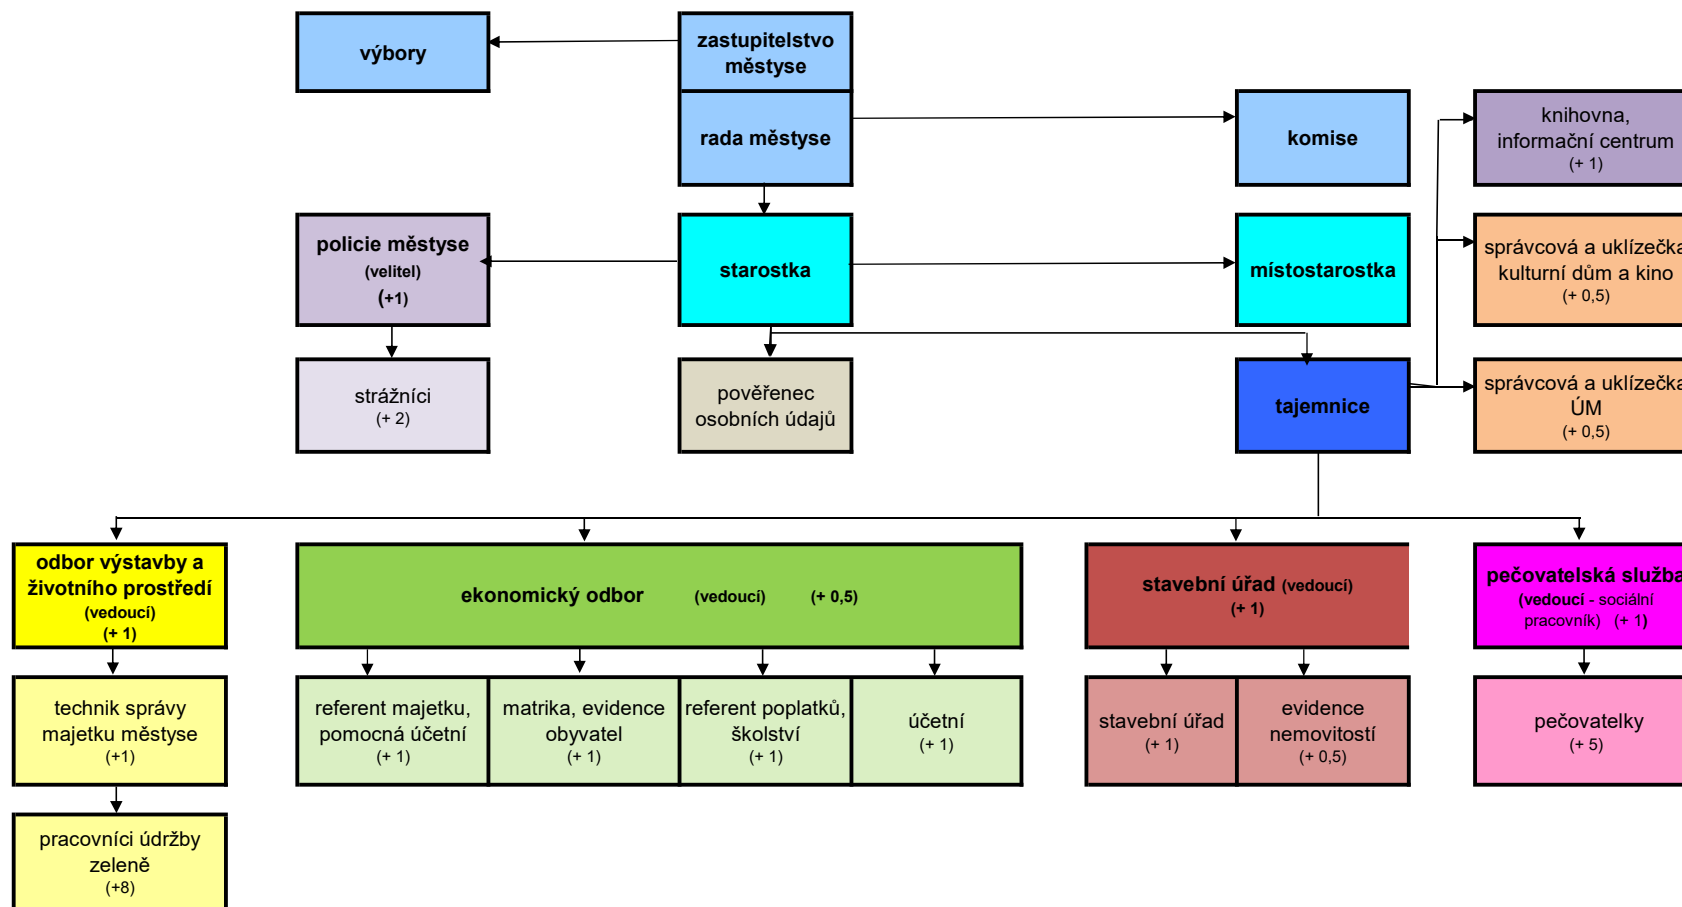 výbory
zastupitelstvo
městyse
rada městyse
komise
knihovna,
informační centrum
(+ 1)
policie městyse
(velitel)
(+1)
starostka
místostarostka
správcová a uklízečka
kulturní dům a kino
(+ 0,5)
strážníci
(+ 2)
pověřenec
osobních údajů
tajemnice
správcová a uklízečka
ÚM
(+ 0,5)
odbor výstavby a
životního prostředí
(vedoucí)
(+ 1)
ekonomický odbor (vedoucí) (+ 0,5)
stavební úřad (vedoucí)
(+ 1)
pečovatelská služba
(vedoucí - sociální
pracovník) (+ 1)
technik správy
majetku městyse
(+1)
referent majetku,
pomocná účetní
(+ 1)
matrika, evidence
obyvatel
(+ 1)
referent poplatků,
školství
(+ 1)
účetní
(+ 1)
stavební úřad
(+ 1)
evidence
nemovitostí
(+ 0,5)
pečovatelky
(+ 5)
pracovníci údržby
zeleně
(+8)